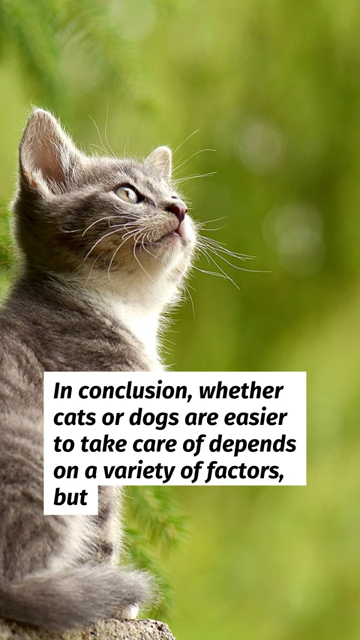 In conclusion, whether
cats or dogs are easier
to take care of depends
on a variety of factors,
but